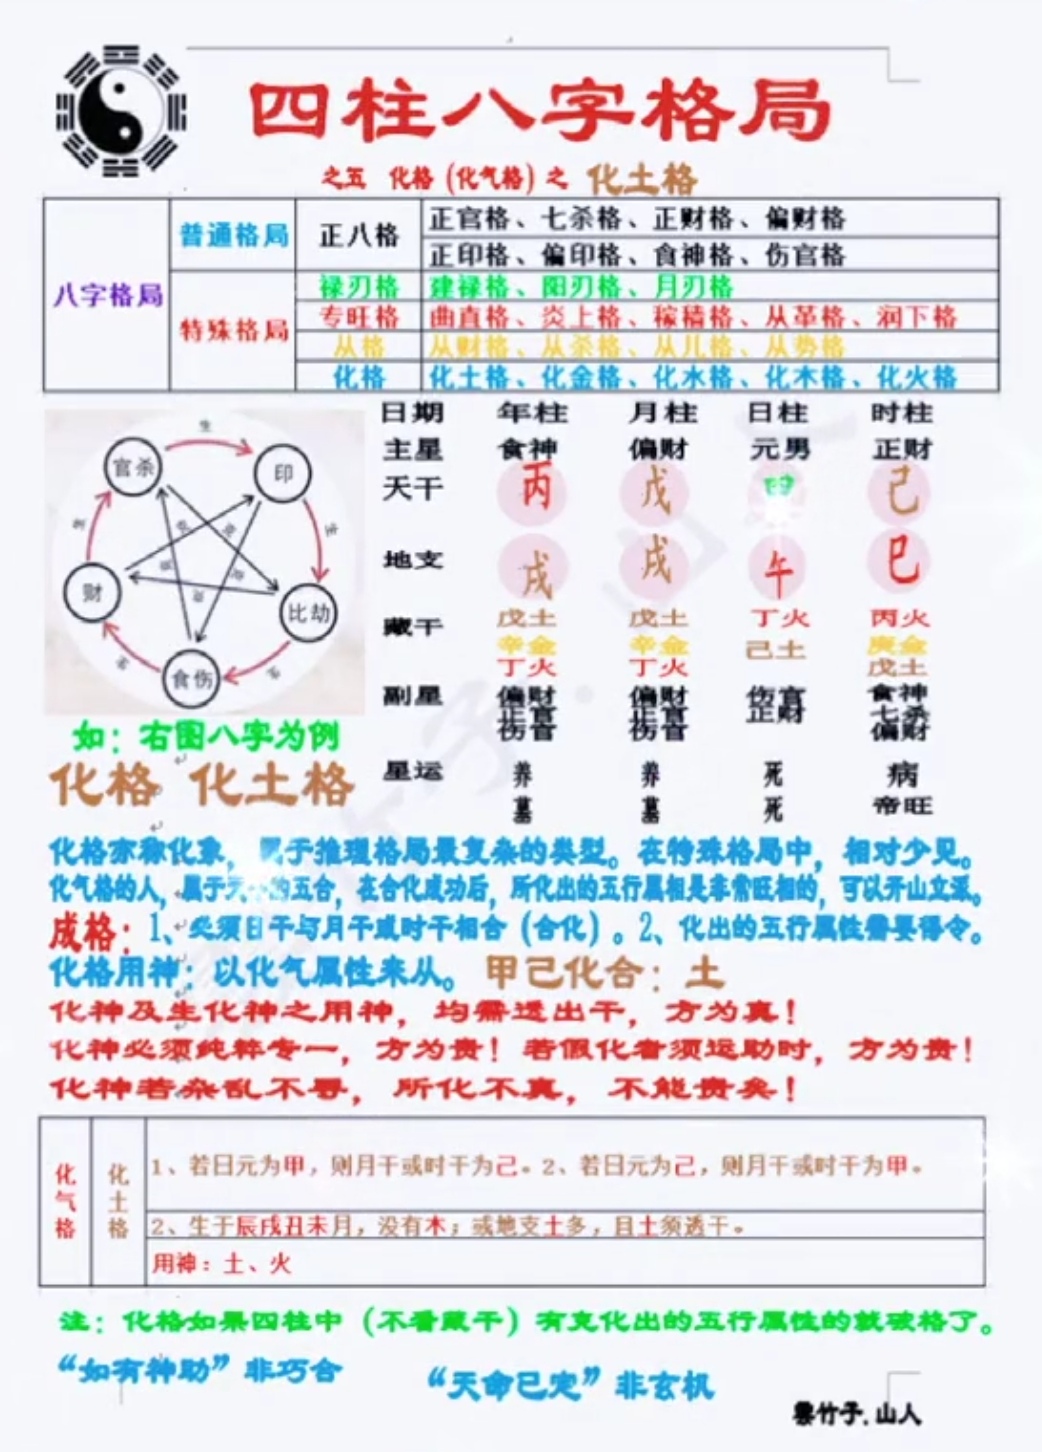 四柱八字格局
之五 化格（化气格）之 化土格
八字格局
普通格局 正八格 正官格、七杀格、正财格、偏财格
正印格、偏印格、食神格、伤官格
特殊格局
禄刃格 建禄格、阳刃格、月刃格
专旺格 曲直格、炎上格、稼穑格、从革格、润下格
从格 从财格、从杀格、从儿格、从势格
化格 化土格、化金格、化水格、化木格、化火格
生
官杀 印
生 生
财 比劫
食伤
生 生
日期 年柱 月柱 日柱 时柱
主星 食神 偏财 元男 正财
天干 丙 戊 己
地支 戌 戌 午 巳
藏干 戊土 戊土 丁火 丙火
辛金 辛金 己土 庚金
丁火 丁火 戊土
副星 偏财 偏财 伤官 食神
正官 正官 正财 七杀
伤官 伤官 偏财
星运 养 养 死 病
墓 墓 死 帝旺
如：右图八字为例
化格 化土格
化格亦称化象，属于推理格局最复杂的类型。在特殊格局中，相对少见。
化气格的人，属于天干的五合，在合化成功后，所化出的五行属相是非常旺相的，可以开山立派。
成格：1、必须日干与月干或时干相合（合化）。2、化出的五行属性需要得令。
化格用神：以化气属性来从。 甲己化合：土
化神及生化神之用神，均需透出干，方为真！
化神必须纯粹专一，方为贵！若假化者须运助时，方为贵！
化神若杂乱不寻，所化不真，不能贵矣！
化气格
化土格
1、若日元为甲，则月干或时干为己。2、若日元为己，则月干或时干为甲。
2、生于辰戌丑未月，没有木；或地支土多，且土须透干。
用神：土、火
注：化格如果四柱中（不看藏干）有克化出的五行属性的就破格了。
“如有神助”非巧合
“天命已定”非玄机
雲竹子.山人